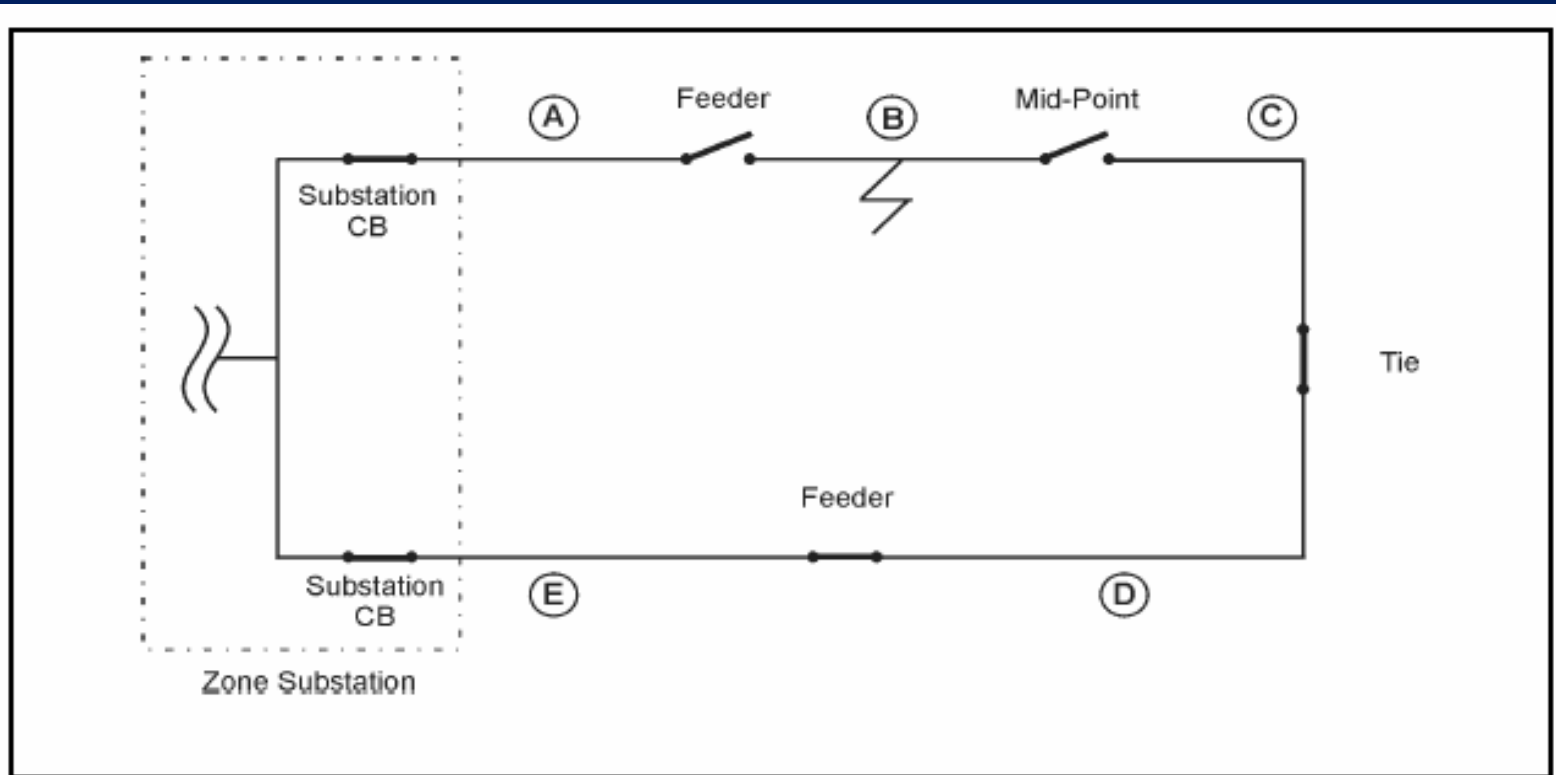 A
Feeder
B
Mid-Point
C
Substation
CB
Tie
Feeder
Substation
CB
E
D
Zone Substation